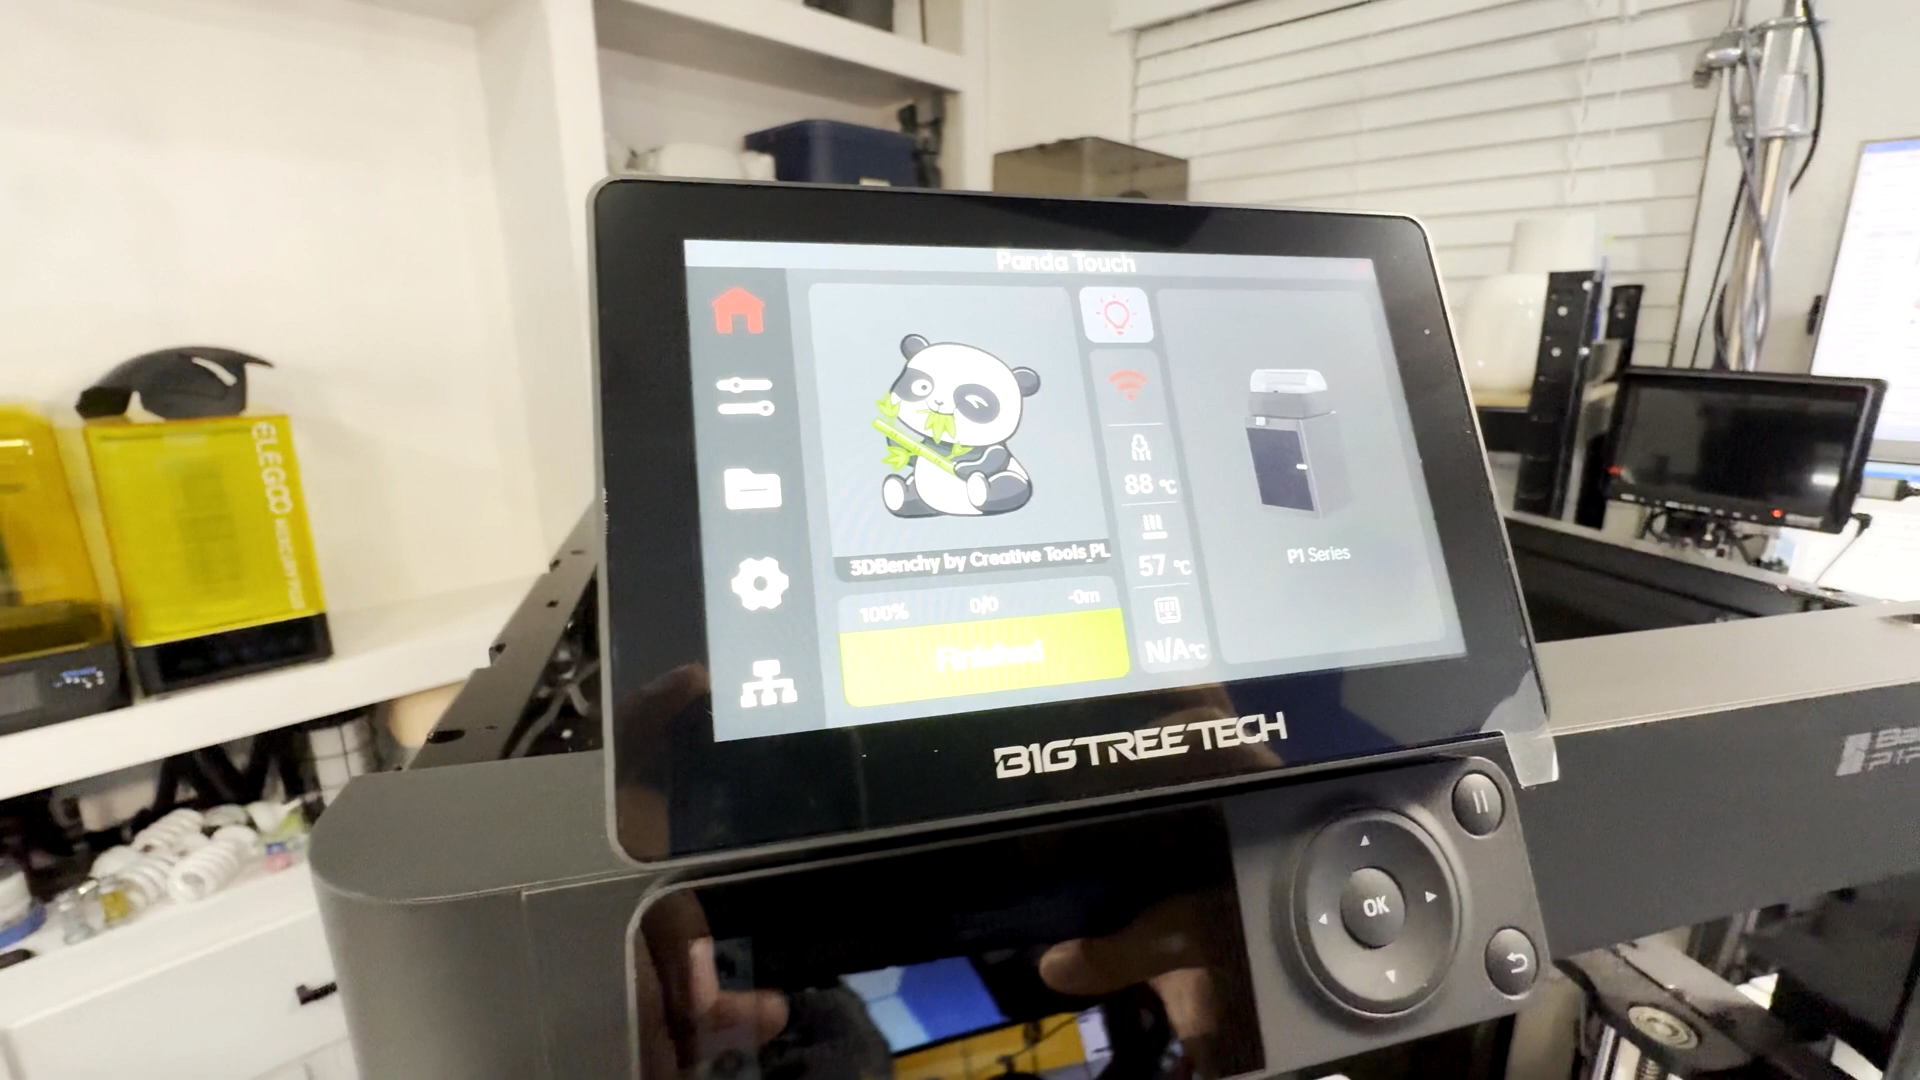 Panda Touch
3DBenchy by Creative Tools_PL
100% 0/0 -0m
Finished
88 °C
57 °C
N/A°C
P1 Series
BIGTREETECH
OK
ELEGOO